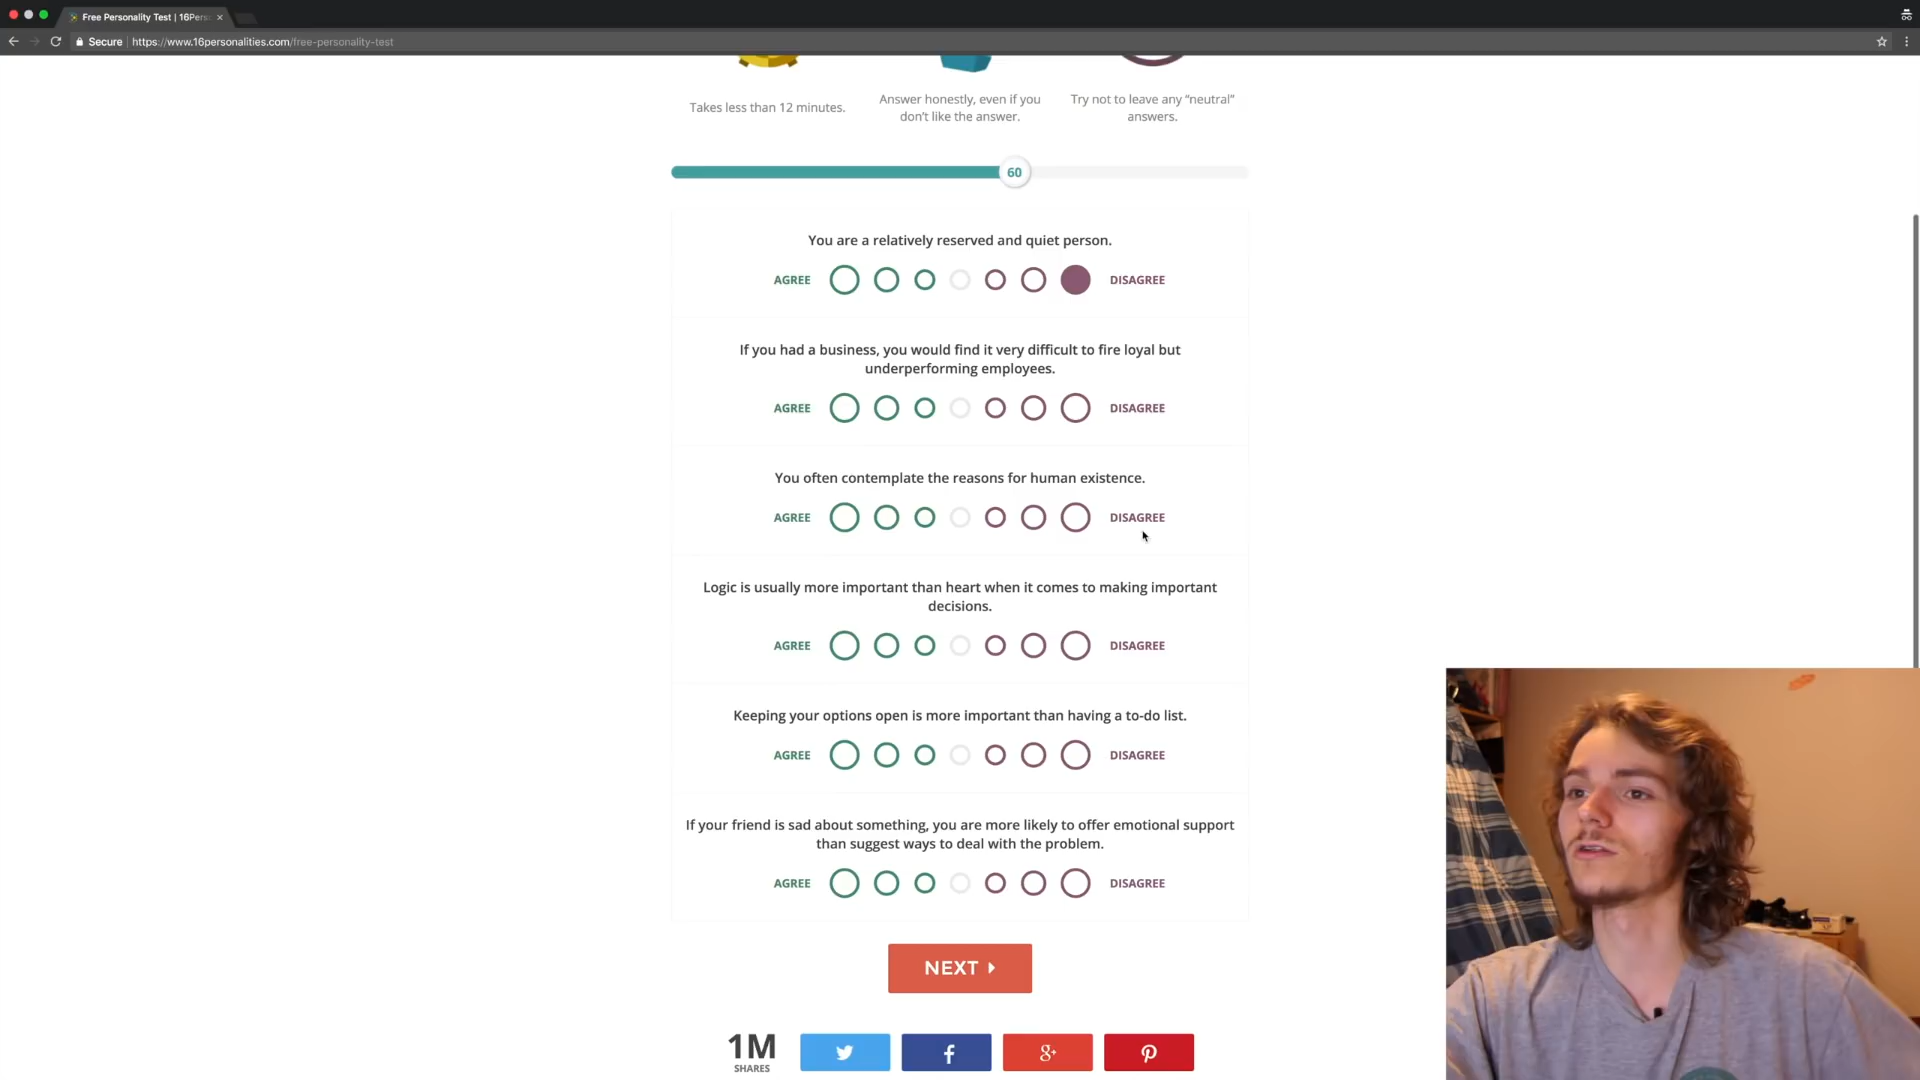 Free Personality Test | 16Pers
Secure
https://www.16personalities.com/free-personality-test
Takes less than 12 minutes.
Answer honestly, even if you
don't like the answer.
Try not to leave any “neutral”
answers.
60
You are a relatively reserved and quiet person.
AGREE DISAGREE
If you had a business, you would find it very difficult to fire loyal but
underperforming employees.
AGREE DISAGREE
You often contemplate the reasons for human existence.
AGREE DISAGREE
Logic is usually more important than heart when it comes to making important
decisions.
AGREE DISAGREE
Keeping your options open is more important than having a to-do list.
AGREE DISAGREE
If your friend is sad about something, you are more likely to offer emotional support
than suggest ways to deal with the problem.
AGREE DISAGREE
NEXT
1M
SHARES